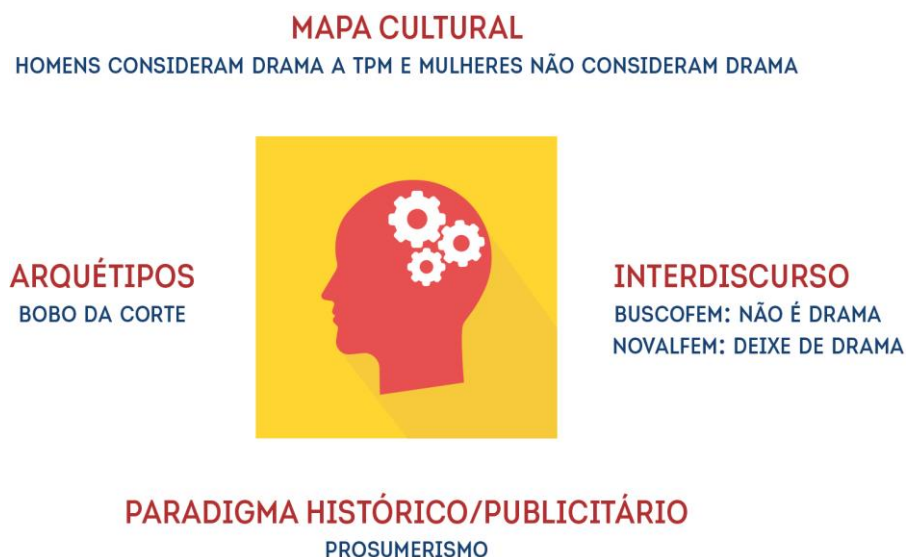 MAPA CULTURAL
HOMENS CONSIDERAM DRAMA A TPM E MULHERES NÃO CONSIDERAM DRAMA
ARQUÉTIPOS
BOBO DA CORTE
INTERDISCURSO
BUSCOFEM: NÃO É DRAMA
NOVALFEM: DEIXE DE DRAMA
PARADIGMA HISTÓRICO/PUBLICITÁRIO
PROSUMERISMO